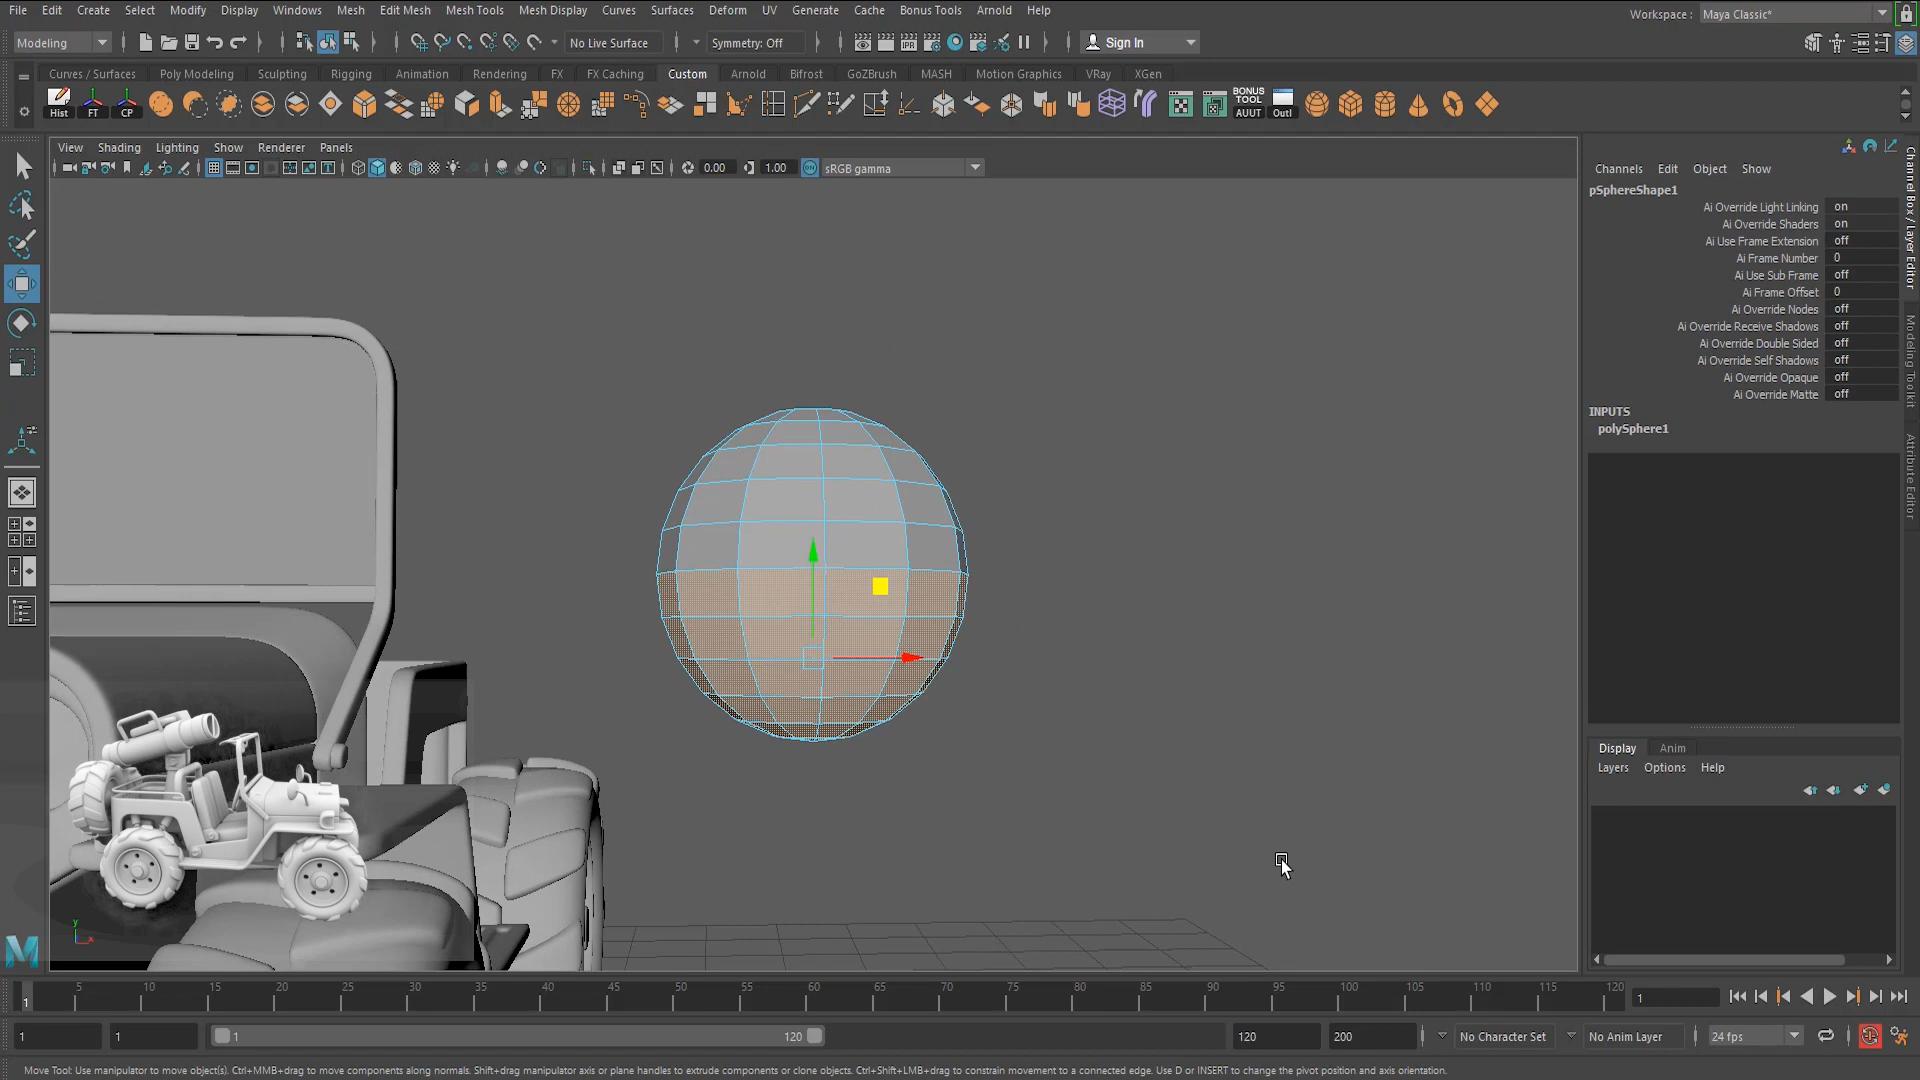 File Edit Create Select Modify Display Windows Mesh Edit Mesh Mesh Tools Mesh Display Curves Surfaces Deform UV Generate Cache Bonus Tools Arnold Help
Workspace : Maya Classic*
Modeling No Live Surface Symmetry: Off IPR Sign In
Curves / Surfaces Poly Modeling Sculpting Rigging Animation Rendering FX FX Caching Custom Arnold Bifrost GoZBrush MASH Motion Graphics VRay XGen
BONUS TOOL
Hist FT CP AUUT Outl
View Shading Lighting Show Renderer Panels
0.00 1.00 sRGB gamma
Channels Edit Object Show
pSphereShape1
Ai Override Light Linking on
Ai Override Shaders on
Ai Use Frame Extension off
Ai Frame Number 0
Ai Use Sub Frame off
Ai Frame Offset 0
Ai Override Nodes off
Ai Override Receive Shadows off
Ai Override Double Sided off
Ai Override Self Shadows off
Ai Override Opaque off
Ai Override Matte off
INPUTS
polySphere1
Channel Box / Layer Editor
Modeling Toolkit
Attribute Editor
Display Anim
Layers Options Help
y
x
M
5 10 15 20 25 30 35 40 45 50 55 60 65 70 75 80 85 90 95 100 105 110 115 120
1 1
1 1 1 120 120 200 No Character Set No Anim Layer 24 fps
Move Tool: Use manipulator to move object(s). Ctrl+MMB+drag to move components along normals. Shift+drag manipulator axis or plane handles to extrude components or clone objects. Ctrl+Shift+LMB+drag to constrain movement to a connected edge. Use D or INSERT to change the pivot position and axis orientation.